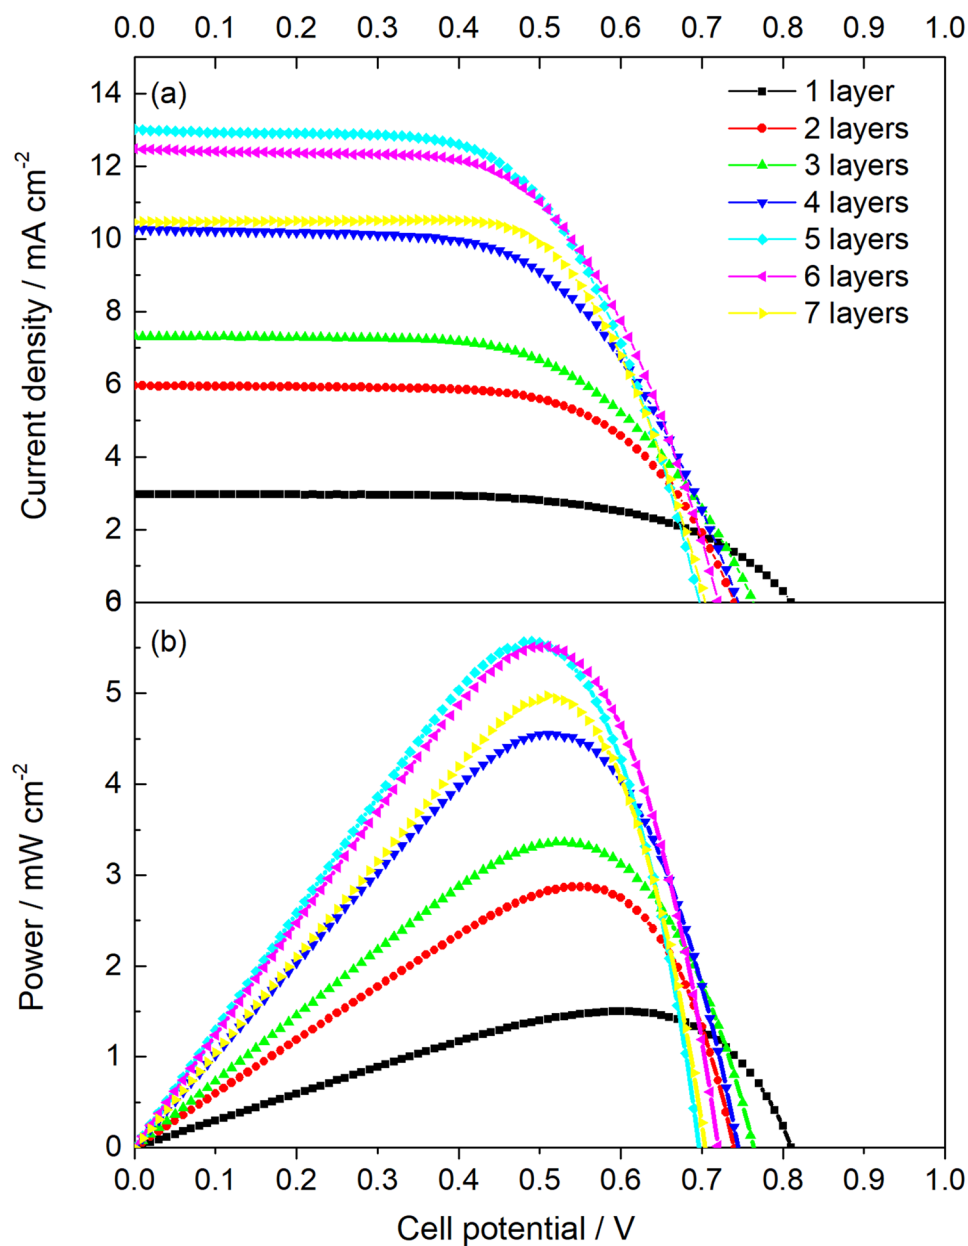 0.0 0.1 0.2 0.3 0.4 0.5 0.6 0.7 0.8 0.9 1.0
(a)
14
12
10
8
6
4
2
0
Current density / mA cm⁻²
1 layer
2 layers
3 layers
4 layers
5 layers
6 layers
7 layers
(b)
6
5
4
3
2
1
0
Power / mW cm⁻²
0.0 0.1 0.2 0.3 0.4 0.5 0.6 0.7 0.8 0.9 1.0
Cell potential / V